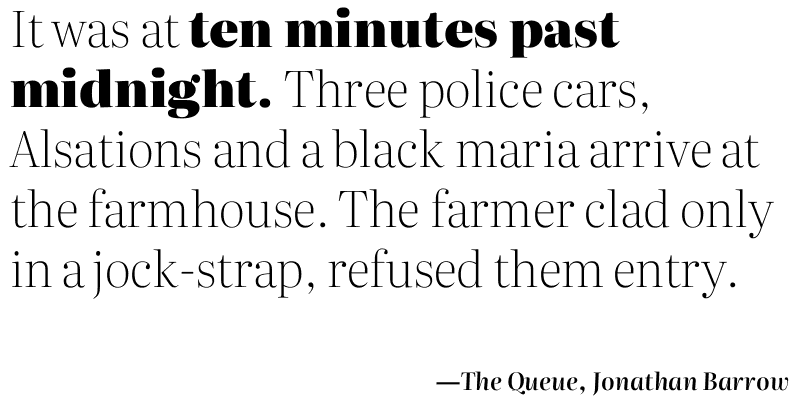 It was at ten minutes past
midnight. Three police cars,
Alsations and a black maria arrive at
the farmhouse. The farmer clad only
in a jock-strap, refused them entry.
—The Queue, Jonathan Barrow